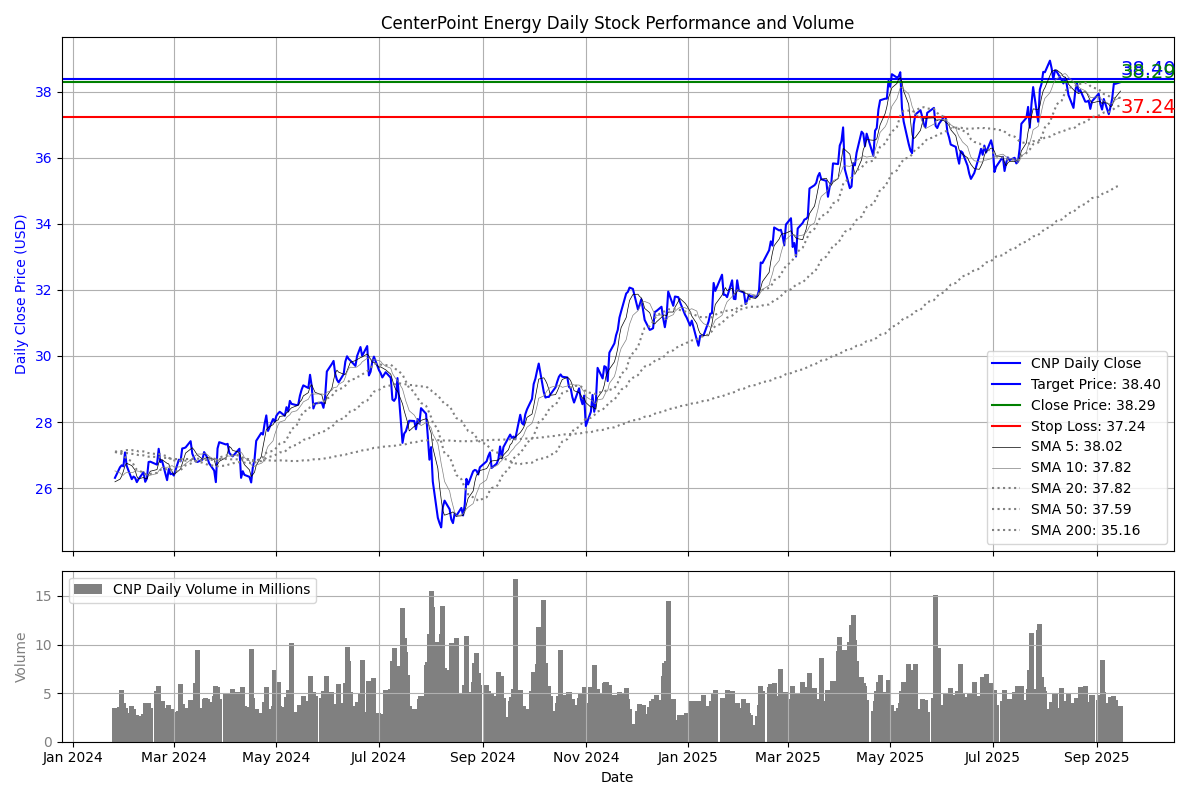 CenterPoint Energy Daily Stock Performance and Volume
38.40
38.29
37.24
38
36
34
32
30
28
26
Daily Close Price (USD)
CNP Daily Close
Target Price: 38.40
Close Price: 38.29
Stop Loss: 37.24
SMA 5: 38.02
SMA 10: 37.82
SMA 20: 37.82
SMA 50: 37.59
SMA 200: 35.16
CNP Daily Volume in Millions
15
10
5
0
Volume
Jan 2024
Mar 2024
May 2024
Jul 2024
Sep 2024
Nov 2024
Jan 2025
Mar 2025
May 2025
Jul 2025
Sep 2025
Date